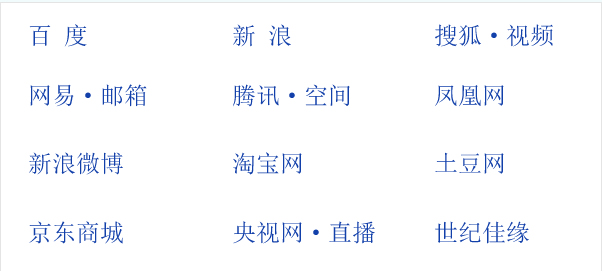 百 度 新 浪 搜狐•视频
网易•邮箱 腾讯•空间 凤凰网
新浪微博 淘宝网 土豆网
京东商城 央视网•直播 世纪佳缘